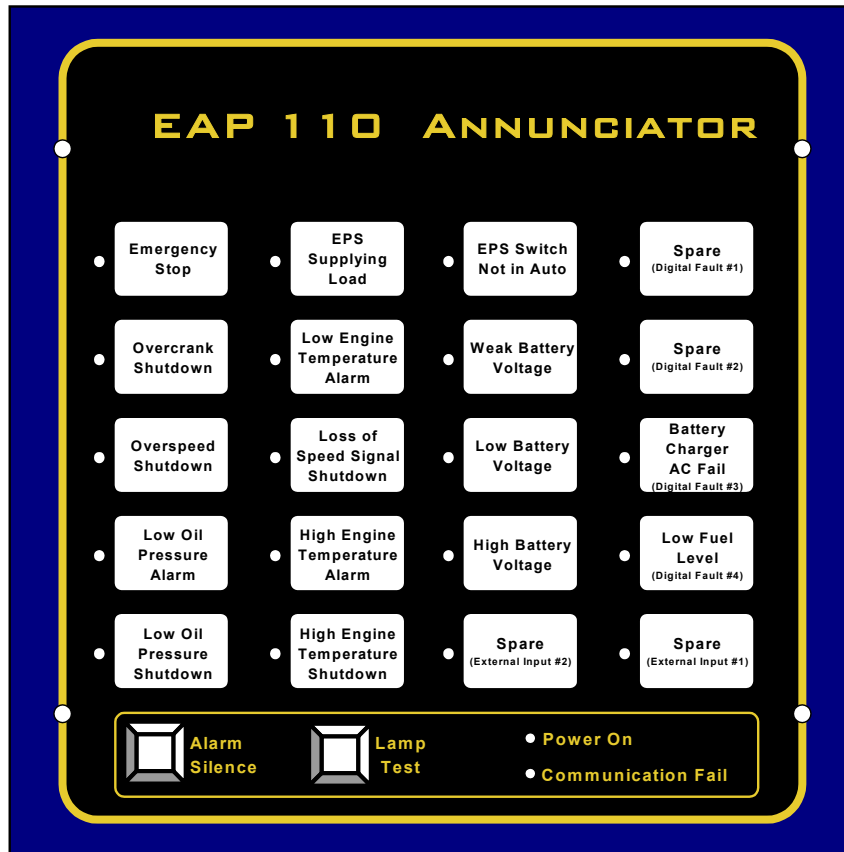 EAP 110 ANNUNCIATOR
Emergency
Stop
EPS
Supplying
Load
EPS Switch
Not in Auto
Spare
(Digital Fault #1)
Overcrank
Shutdown
Low Engine
Temperature
Alarm
Weak Battery
Voltage
Spare
(Digital Fault #2)
Overspeed
Shutdown
Loss of
Speed Signal
Shutdown
Low Battery
Voltage
Battery
Charger
AC Fail
(Digital Fault #3)
Low Oil
Pressure
Alarm
High Engine
Temperature
Alarm
High Battery
Voltage
Low Fuel
Level
(Digital Fault #4)
Low Oil
Pressure
Shutdown
High Engine
Temperature
Shutdown
Spare
(External Input #2)
Spare
(External Input #1)
Alarm
Silence
Lamp
Test
Power On
Communication Fail